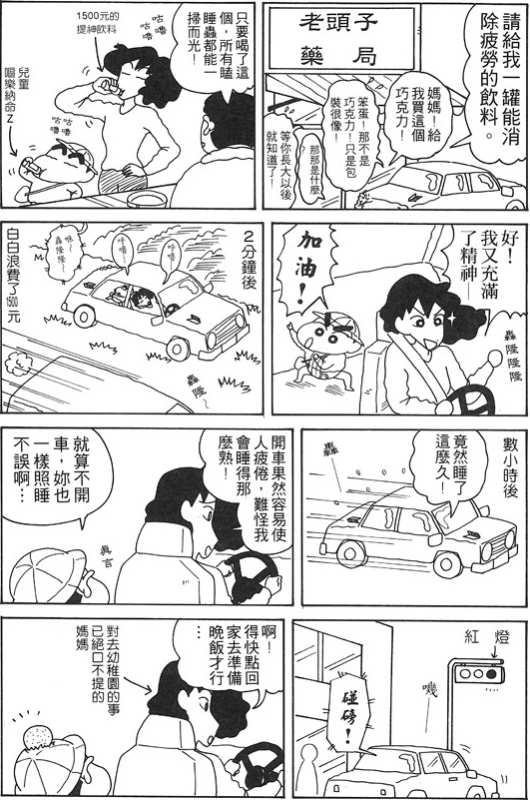 請給我一罐能消
除疲勞的飲料。
老頭子
藥局
媽媽！給
我買這個
巧克力！
笨蛋！那不是
巧克力！只是包
裝很像！
那那是什麼
？
等你長大以後
就知道了！
只要喝了這
個，所有瞌
睡蟲都能一
掃而光！
1500元的
提神飲料
咕嚕
咕嚕
兒童
嘔樂納命Z
咕嚕
咕嚕
好！
我又充滿
了精神—
加油！
轟隆隆隆
2分鐘後
呼嚕～
呼嚕～
轟隆隆～
轟隆～
白白浪費了1500元
數小時後
竟然睡了
這麼久！
轟
開車果然容易使
人疲倦，難怪我
會睡得那
麼熟！
就算不開
車，妳也
一樣照睡
不誤啊…
真言
紅燈
嘰
碰磅！
啊！
得快點回
家去準備
晚飯才行
…
對去幼稚園的事
已絕口不提的
媽媽